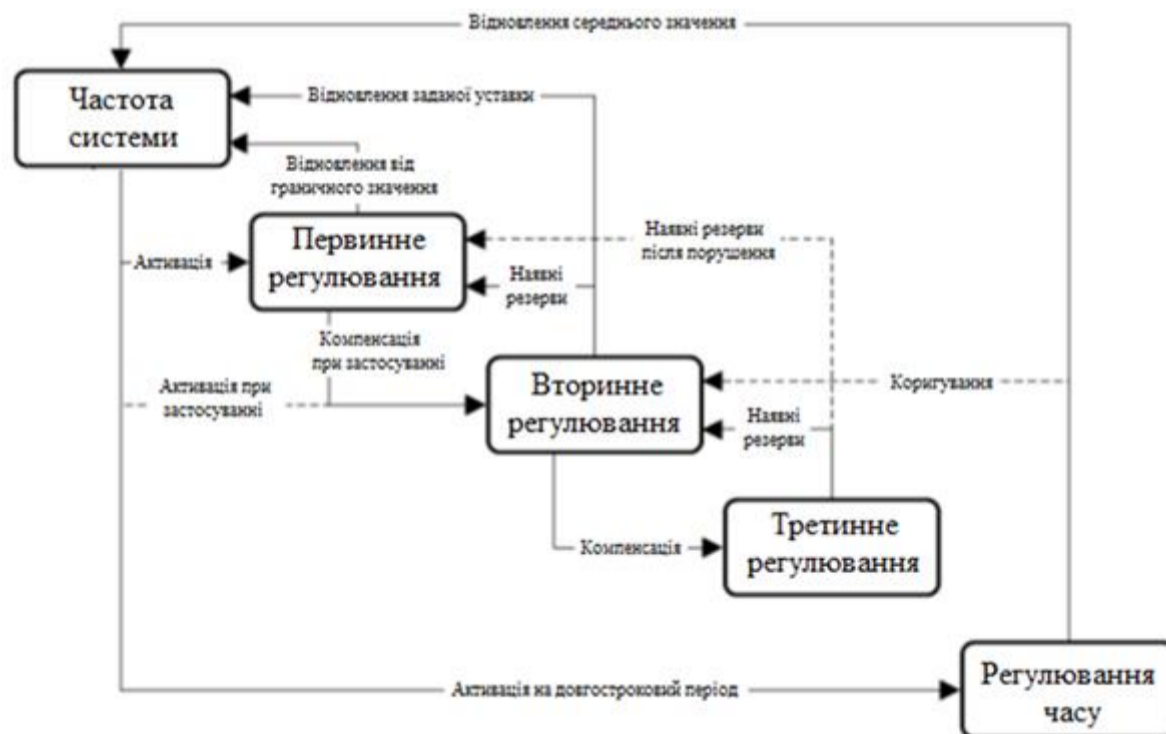 Відновлення середнього значення
Частота
системи
Відновлення заданої уставки
Відновлення від
граничного значення
Первинне
регулювання
Наявні резерви
після порушення
Активація
Наявні
резерви
Компенсація
при застосуванні
Активація при
застосуванні
Вторинне
регулювання
Коригування
Наявні
резерви
Третинне
регулювання
Компенсація
Регулювання
часу
Активація на довгостроковий період